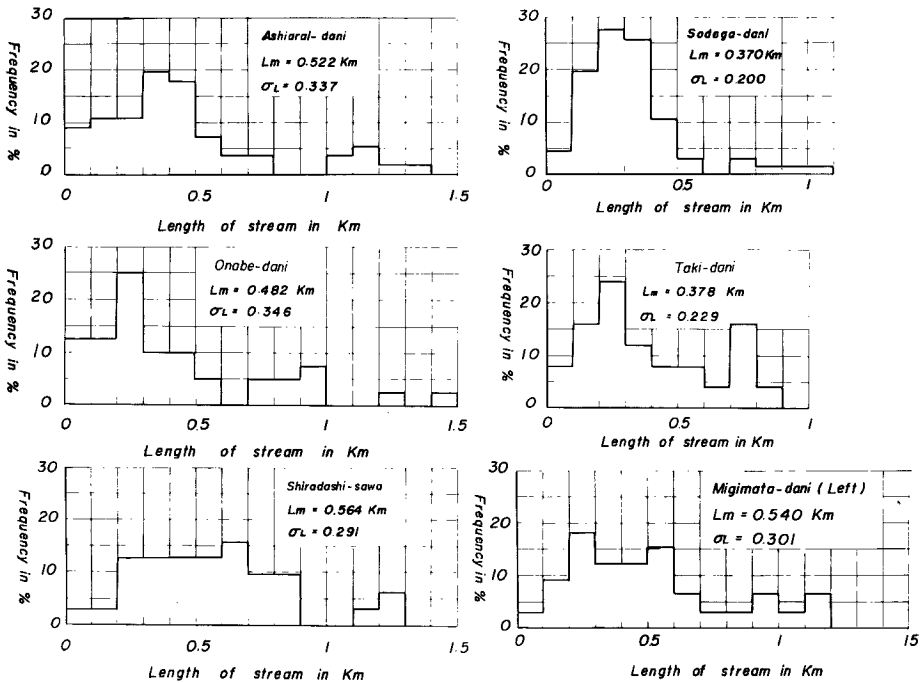 30
20
10
0
Frequency in %
Ashiaral-dani
Lm = 0.522 Km
σL = 0.337
0 0.5 1 1.5
Length of stream in Km
30
20
10
0
Frequency in %
Sodega-dani
Lm = 0.370 Km
σL = 0.200
0 0.5 1
Length of stream in Km
30
20
10
0
Frequency in %
Onabe-dani
Lm = 0.482 Km
σL = 0.346
0 0.5 1 1.5
Length of stream in Km
30
20
10
0
Frequency in %
Taki-dani
Lm = 0.378 Km
σL = 0.229
0 0.5 1
Length of stream in Km
30
20
10
0
Frequency in %
Shiradashi-sawa
Lm = 0.564 Km
σL = 0.291
0 0.5 1 1.5
Length of stream in Km
30
20
10
0
Frequency in %
Migimata-dani (Left)
Lm = 0.540 Km
σL = 0.301
0 0.5 1 15
Length of stream in Km